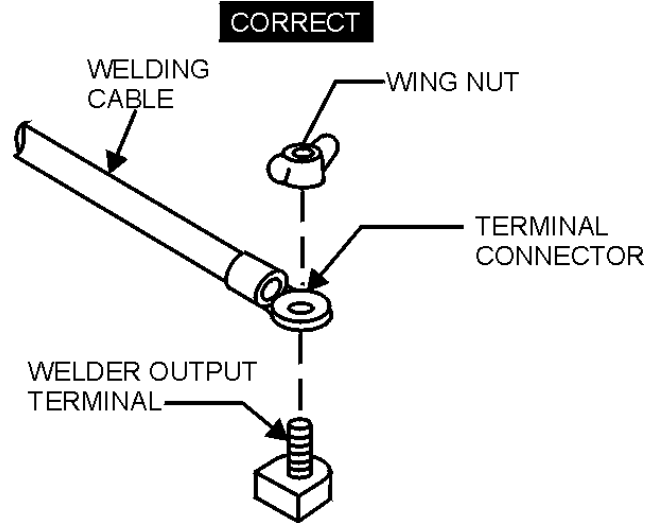 CORRECT
WELDING
CABLE
WING NUT
TERMINAL
CONNECTOR
WELDER OUTPUT
TERMINAL